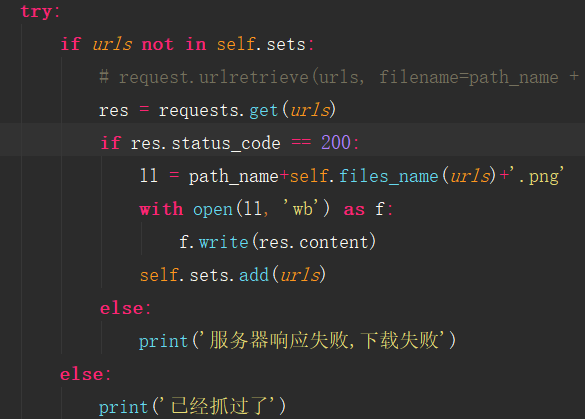 try:
if urls not in self.sets:
# request.urlretrieve(urls, filename=path_name +
res = requests.get(urls)
if res.status_code == 200:
ll = path_name+self.files_name(urls)+'.png'
with open(ll, 'wb') as f:
f.write(res.content)
self.sets.add(urls)
else:
print('服务器响应失败,下载失败')
else:
print('已经抓过了')